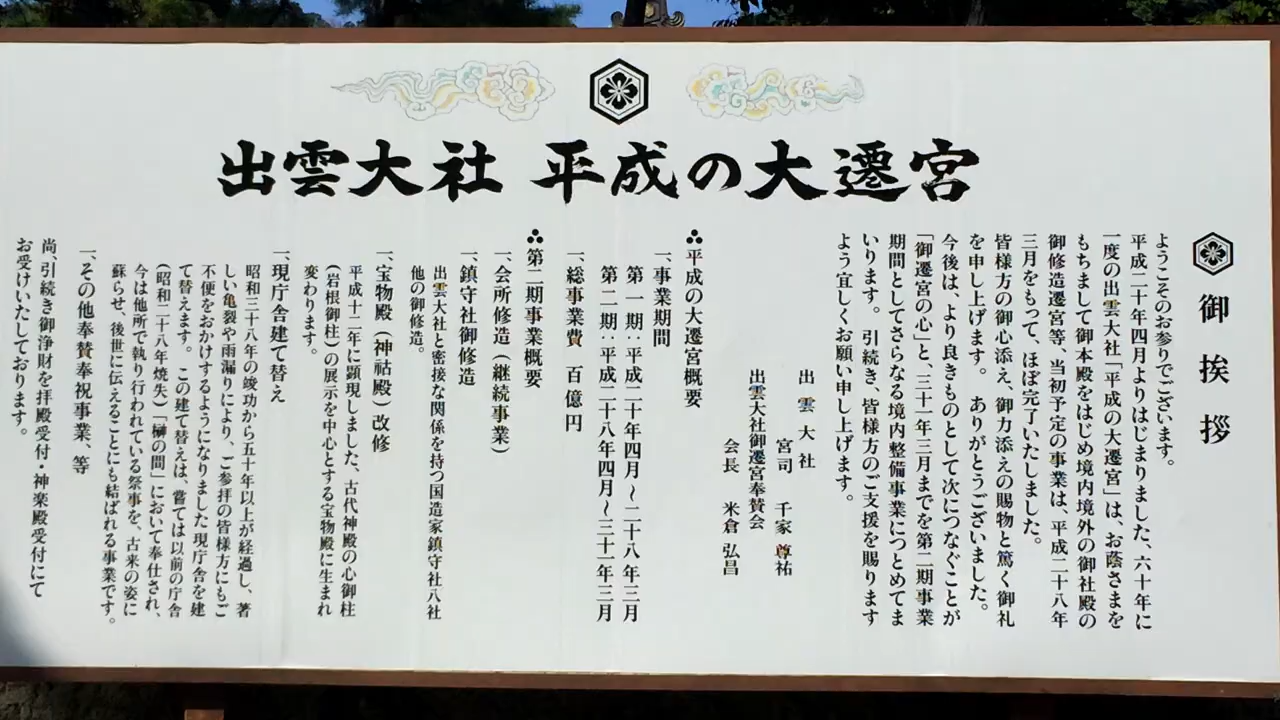 出雲大社 平成の大遷宮
御挨拶
ようこそのお参りでございます。
平成二十年四月よりはじまりました、六十年に
一度の出雲大社「平成の大遷宮」は、お蔭さまを
もちまして御本殿をはじめ境内境外の御社殿の
御修造遷宮等、当初予定の事業は、平成二十八年
三月をもって、ほぼ完了いたしました。
皆様方の御心添え、御力添えの賜物と篤く御礼
を申し上げます。ありがとうございました。
今後は、より良きものとして次につなぐことが
「御遷宮の心」と、三十一年三月までを第二期事業
期間としてさらなる境内整備事業につとめてま
いります。引続き、皆様方のご支援を賜ります
よう宜しくお願い申し上げます。
出雲大社
宮司 千家 尊祐
出雲大社御遷宮奉賛会
会長 米倉 弘昌
平成の大遷宮概要
一、事業期間
第一期:平成二十年四月〜二十八年三月
第二期:平成二十八年四月〜三十一年三月
一、総事業費 百億円
第二期事業概要
一、会所修造(継続事業)
一、鎮守社御修造
出雲大社と密接な関係を持つ国造家鎮守社八社
他の御修造。
一、宝物殿(神祜殿)改修
平成十二年に顕現しました、古代神殿の心御柱
(岩根御柱)の展示を中心とする宝物殿に生まれ
変わります。
一、現庁舎建て替え
昭和三十八年の竣功から五十年以上が経過し、著
しい亀裂や雨漏りにより、ご参拝の皆様方にもご
不便をおかけするようになりました現庁舎を建
て替えます。この建て替えは、嘗ては以前の庁舎
(昭和二十八年焼失)「榊の間」において奉仕され、
今は他所で執り行われている祭事を、古来の姿に
蘇らせ、後世に伝えることにも結ばれる事業です。
一、その他奉賛奉祝事業、等
尚、引続き御浄財を拝殿受付・神楽殿受付にて
お受けいたしております。